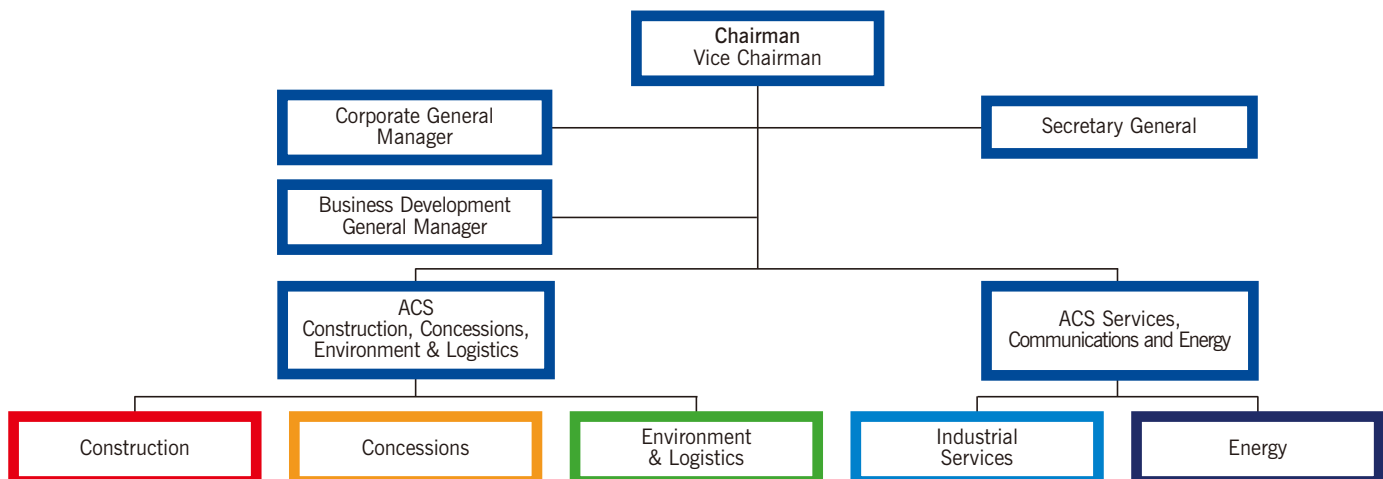 Chairman
Vice Chairman
Corporate General
Manager
Secretary General
Business Development
General Manager
ACS
Construction, Concessions,
Environment & Logistics
ACS Services,
Communications and Energy
Construction
Concessions
Environment
& Logistics
Industrial
Services
Energy